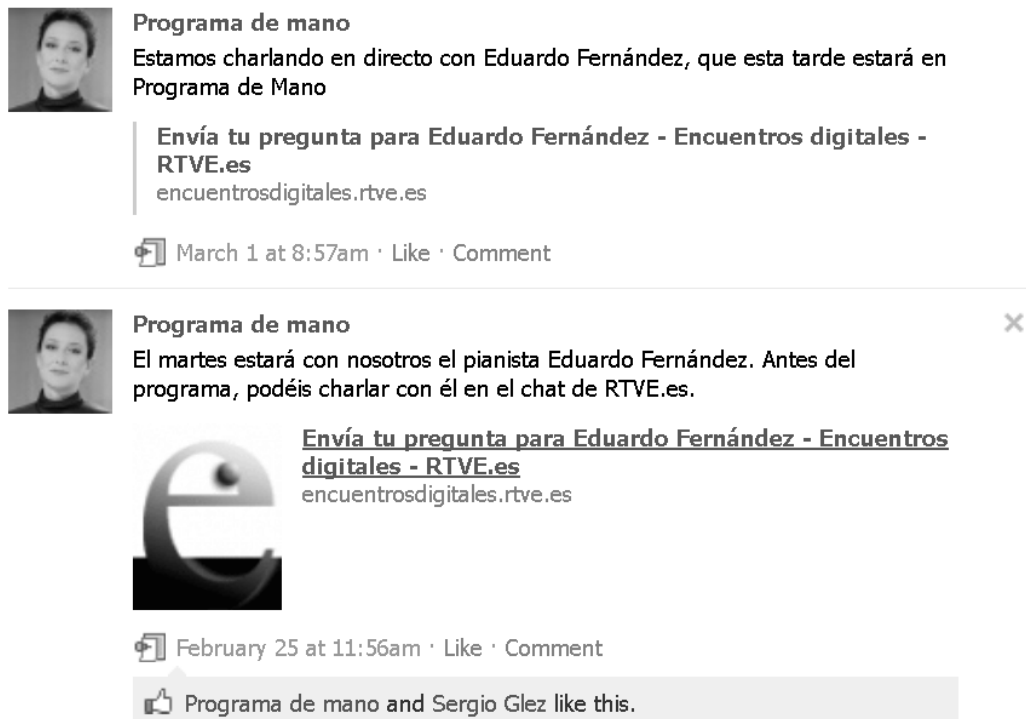 Programa de mano
Estamos charlando en directo con Eduardo Fernández, que esta tarde estará en
Programa de Mano
Envía tu pregunta para Eduardo Fernández - Encuentros digitales -
RTVE.es
encuentrosdigitales.rtve.es
March 1 at 8:57am · Like · Comment
Programa de mano
El martes estará con nosotros el pianista Eduardo Fernández. Antes del
programa, podéis charlar con él en el chat de RTVE.es.
Envía tu pregunta para Eduardo Fernández - Encuentros
digitales - RTVE.es
encuentrosdigitales.rtve.es
e
February 25 at 11:56am · Like · Comment
Programa de mano and Sergio Glez like this.